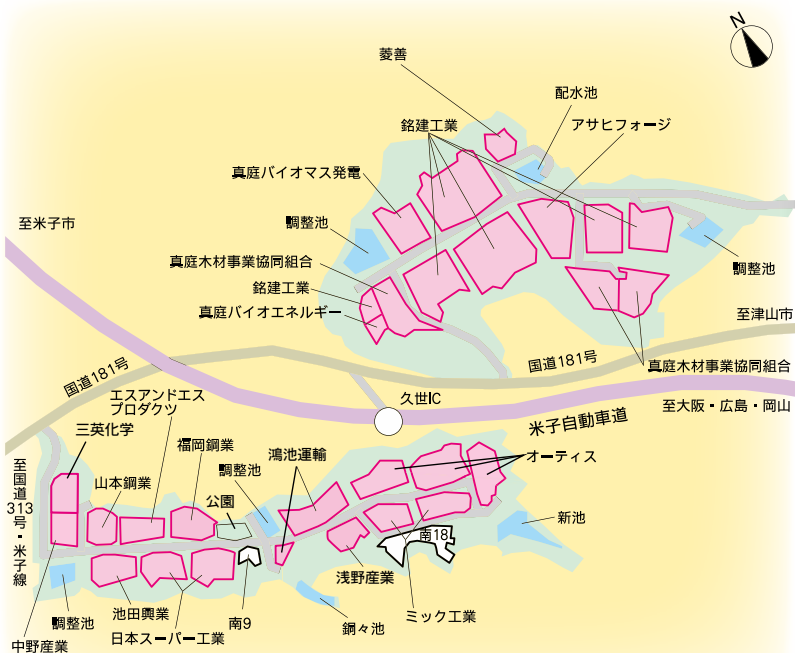 N
菱善
配水池
銘建工業
アサヒフォージ
真庭バイオマス発電
至米子市
調整池
真庭木材事業協同組合
調整池
銘建工業
真庭バイオエネルギー
至津山市
国道181号
国道181号
真庭木材事業協同組合
エスアンドエス
プロダクツ
久世IC
至大阪・広島・岡山
米子自動車道
三英化学
福岡鋼業
鴻池運輸
オーティス
調整池
至国道313号・米子線
山本鋼業
公園
新池
南18
浅野産業
調整池
池田興業
南9
銅々池
ミック工業
日本スーパー工業
中野産業